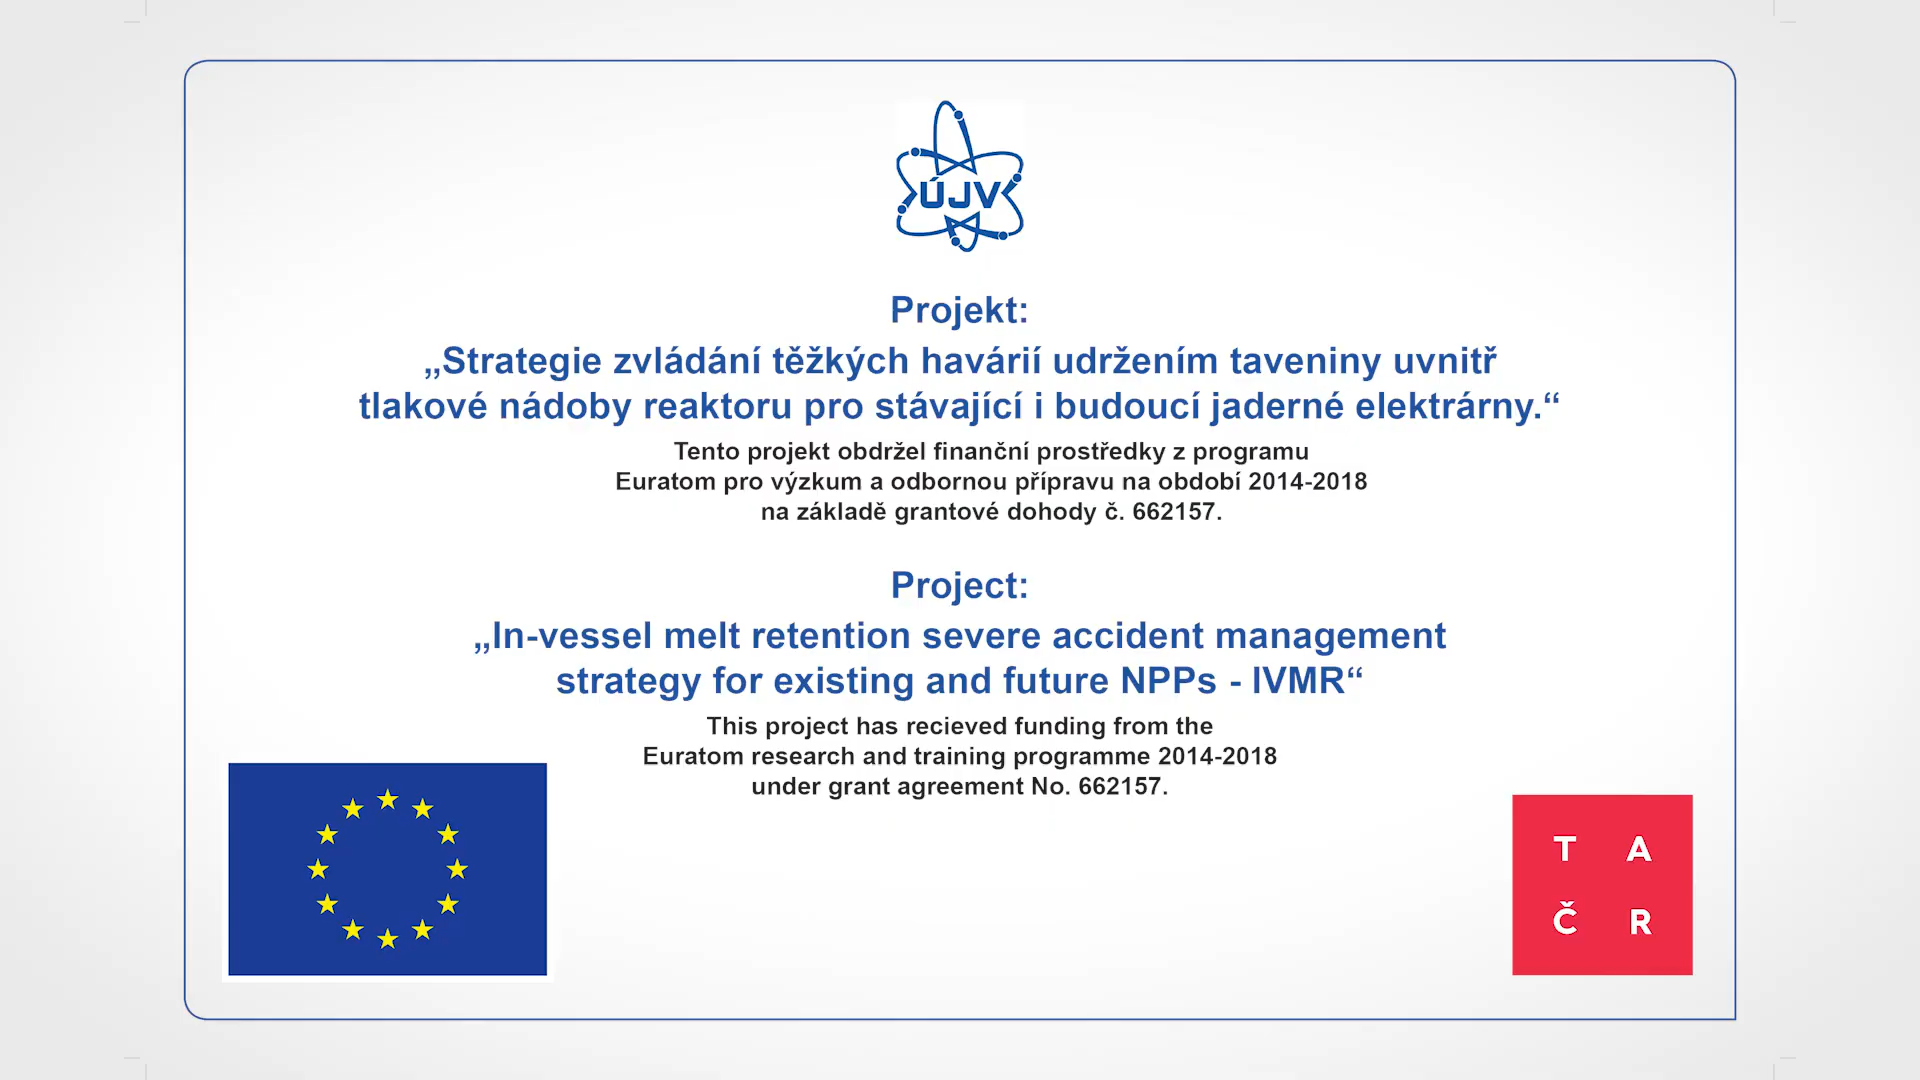 ÚJV
Projekt:
„Strategie zvládání těžkých havárií udržením taveniny uvnitř
tlakové nádoby reaktoru pro stávající i budoucí jaderné elektrárny.“
Tento projekt obdržel finanční prostředky z programu
Euratom pro výzkum a odbornou přípravu na období 2014-2018
na základě grantové dohody č. 662157.
Project:
„In-vessel melt retention severe accident management
strategy for existing and future NPPs - IVMR“
This project has recieved funding from the
Euratom research and training programme 2014-2018
under grant agreement No. 662157.
T A
Č R